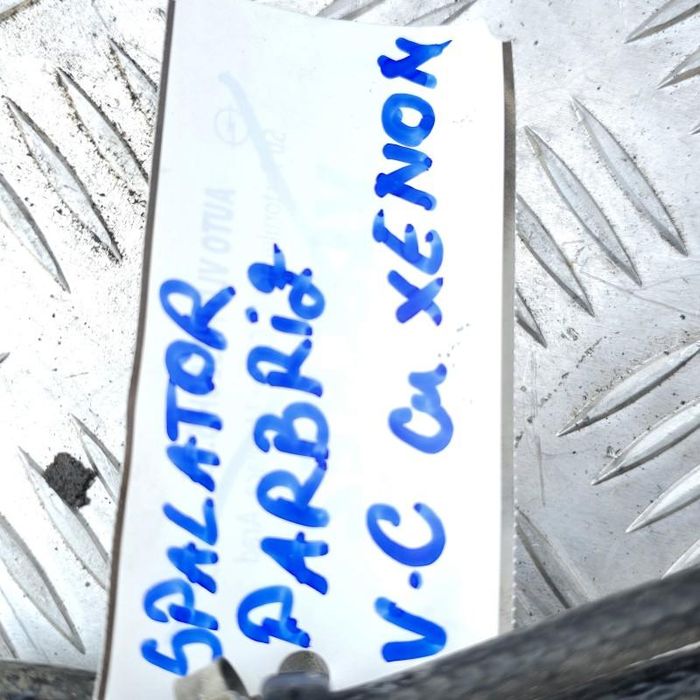 SPALATOR
PARBRiZ
V-C cu XENON